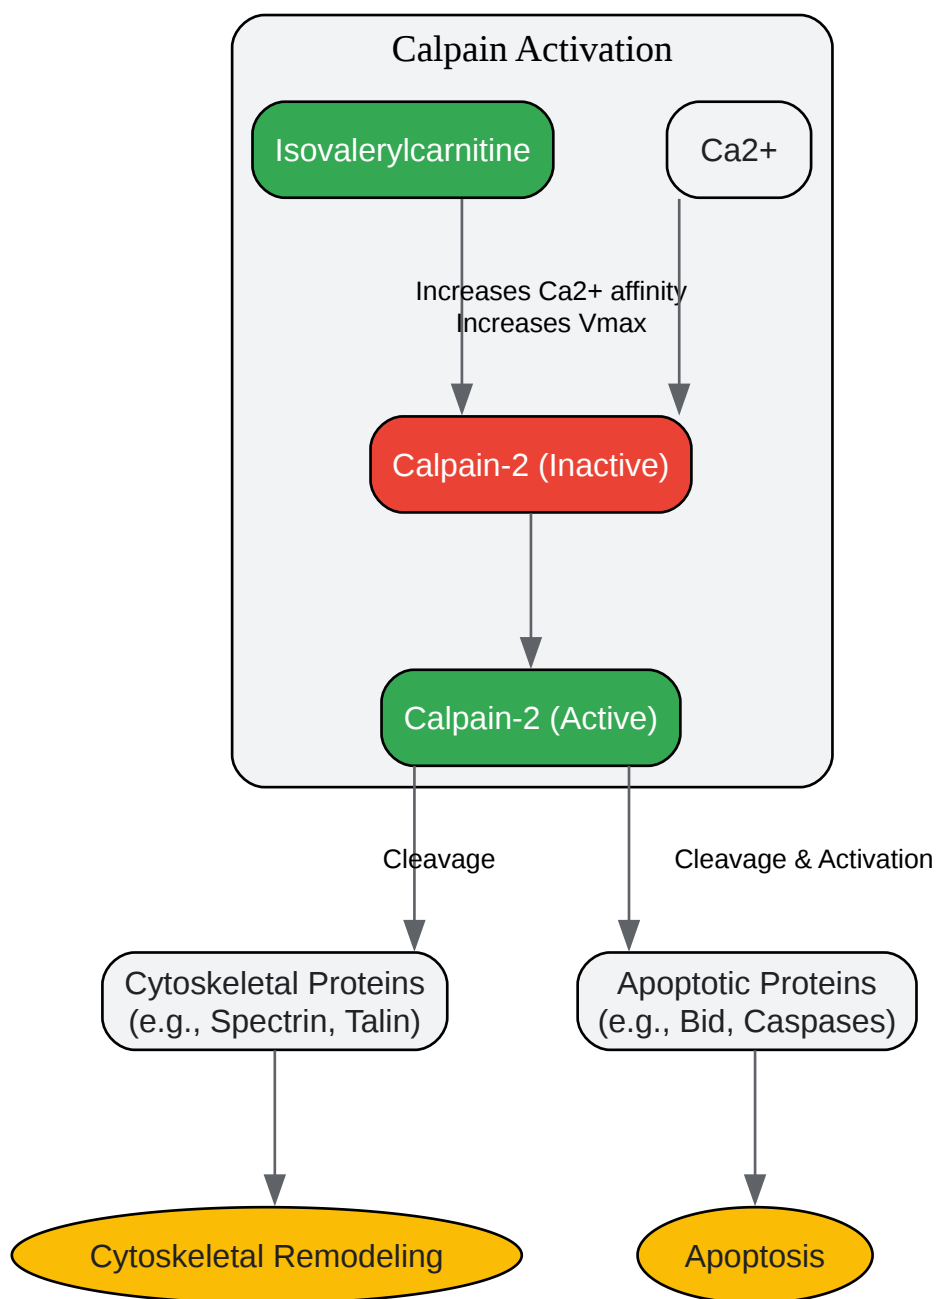 Calpain Activation
Isovalerylcarnitine
Ca2+
Increases Ca2+ affinity
Increases Vmax
Calpain-2 (Inactive)
Calpain-2 (Active)
Cleavage
Cleavage & Activation
Cytoskeletal Proteins
(e.g., Spectrin, Talin)
Apoptotic Proteins
(e.g., Bid, Caspases)
Cytoskeletal Remodeling
Apoptosis